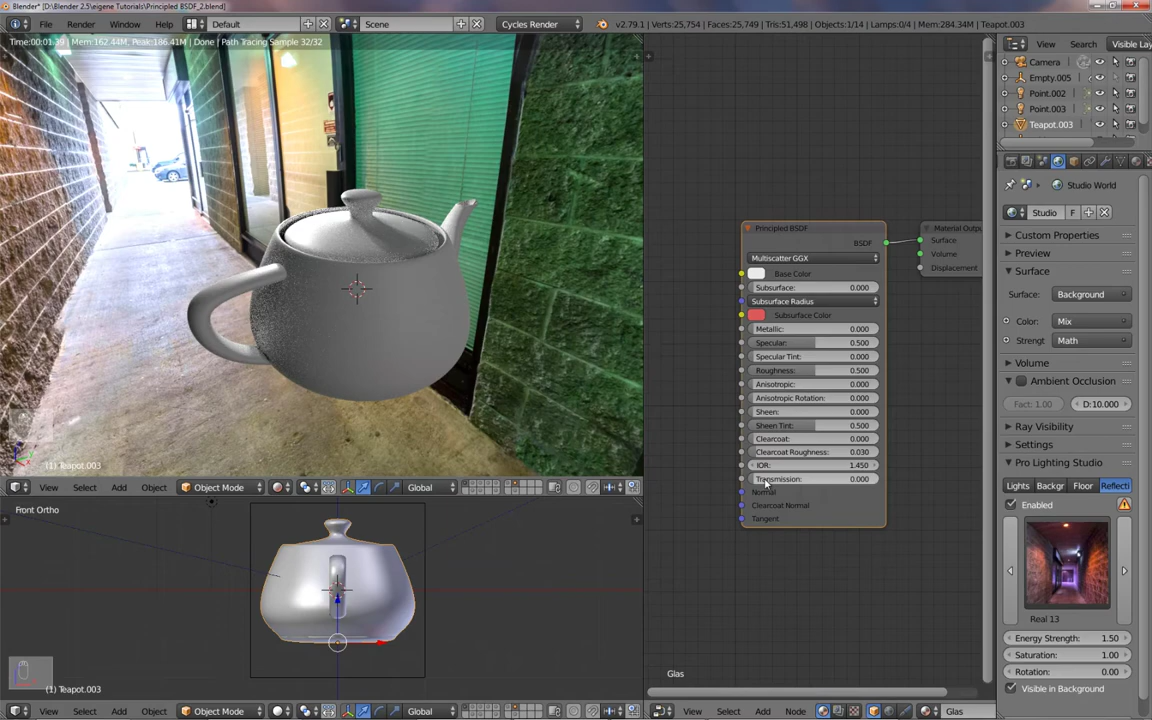 Blender* [D:\Blender 2.5\eigene Tutorials\Principled BSDF_2.blend]
File Render Window Help Default Scene Cycles Render v2.79.1 | Verts:25,754 | Faces:25,749 | Tris:51,498 | Objects:1/14 | Lamps:0/4 | Mem:284.34M | Teapot.003
Time:00:01.39 | Mem:162.44M, Peak:186.41M | Done | Path Tracing Sample 32/32
(1) Teapot.003
View Select Add Object Object Mode Global
Front Ortho
(1) Teapot.003
View Select Add Object Object Mode Global
Principled BSDF
BSDF
Multiscatter GGX
Base Color
Subsurface: 0.000
Subsurface Radius
Subsurface Color
Metallic: 0.000
Specular: 0.500
Specular Tint: 0.000
Roughness: 0.500
Anisotropic: 0.000
Anisotropic Rotation: 0.000
Sheen: 0.000
Sheen Tint: 0.500
Clearcoat: 0.000
Clearcoat Roughness: 0.030
IOR: 1.450
Transmission: 0.000
Normal
Clearcoat Normal
Tangent
Material Outp
Surface
Volume
Displacement
Glas
View Select Add Node Glas
View Search Visible Lay
Camera
Empty.005
Point.002
Point.003
Teapot.003
Studio World
Studio F
Custom Properties
Preview
Surface
Surface: Background
Color: Mix
Strengt Math
Volume
Ambient Occlusion
Fact: 1.00 D:10.000
Ray Visibility
Settings
Pro Lighting Studio
Lights Backgr Floor Reflecti
Enabled
Real 13
Energy Strength: 1.50
Saturation: 1.00
Rotation: 0.00
Visible in Background